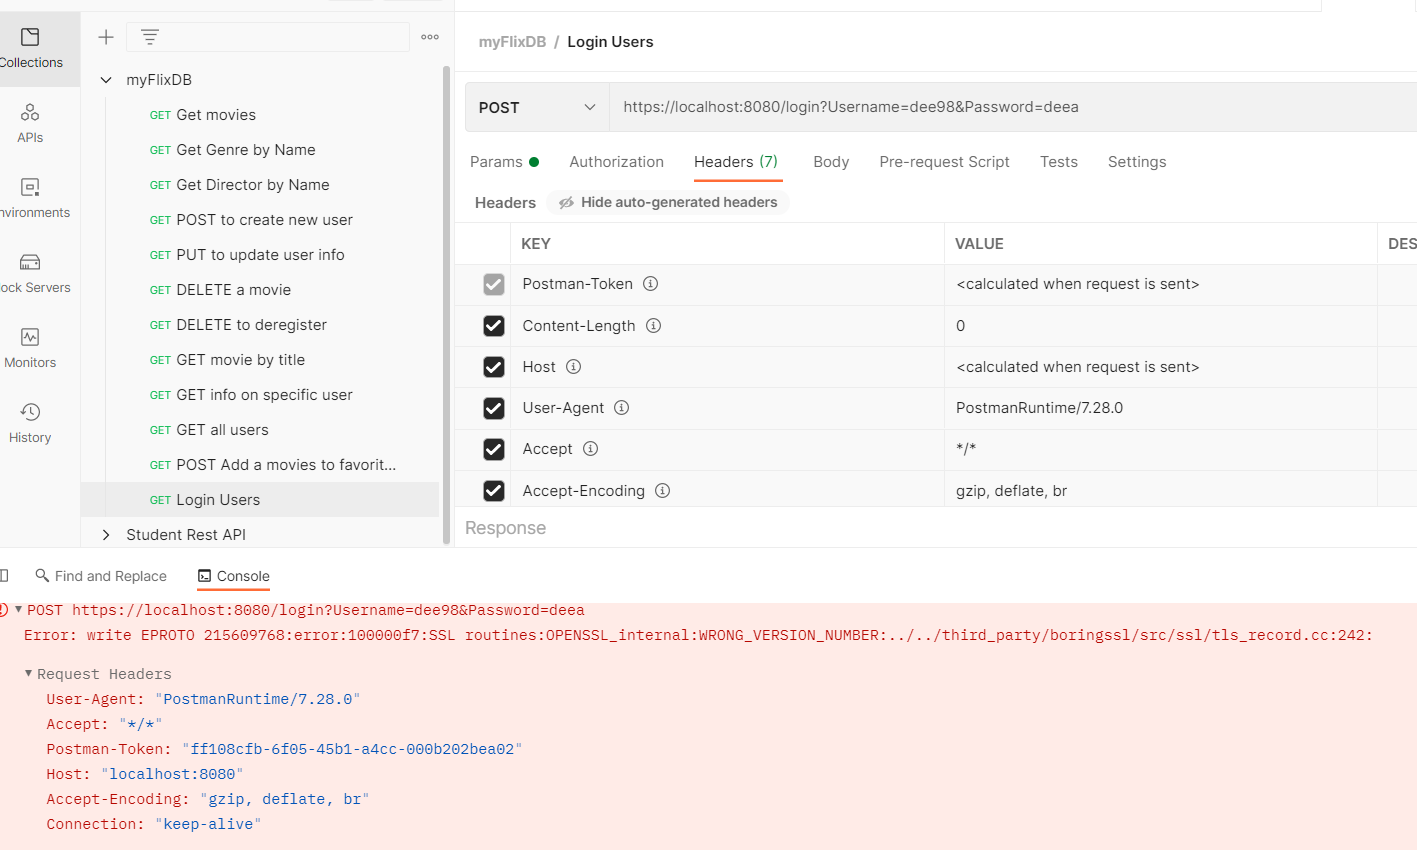 Collections
APIs
nvironments
ock Servers
Monitors
History
myFlixDB
GET Get movies
GET Get Genre by Name
GET Get Director by Name
GET POST to create new user
GET PUT to update user info
GET DELETE a movie
GET DELETE to deregister
GET GET movie by title
GET GET info on specific user
GET GET all users
GET POST Add a movies to favorit...
GET Login Users
Student Rest API
myFlixDB / Login Users
POST https://localhost:8080/login?Username=dee98&Password=deea
Params Authorization Headers (7) Body Pre-request Script Tests Settings
Headers Hide auto-generated headers
KEY VALUE DES
Postman-Token <calculated when request is sent>
Content-Length 0
Host <calculated when request is sent>
User-Agent PostmanRuntime/7.28.0
Accept */*
Accept-Encoding gzip, deflate, br
Response
Find and Replace Console
POST https://localhost:8080/login?Username=dee98&Password=deea
Error: write EPROTO 215609768:error:100000f7:SSL routines:OPENSSL_internal:WRONG_VERSION_NUMBER:../../third_party/boringssl/src/ssl/tls_record.cc:242:
Request Headers
User-Agent: "PostmanRuntime/7.28.0"
Accept: "*/*"
Postman-Token: "ff108cfb-6f05-45b1-a4cc-000b202bea02"
Host: "localhost:8080"
Accept-Encoding: "gzip, deflate, br"
Connection: "keep-alive"